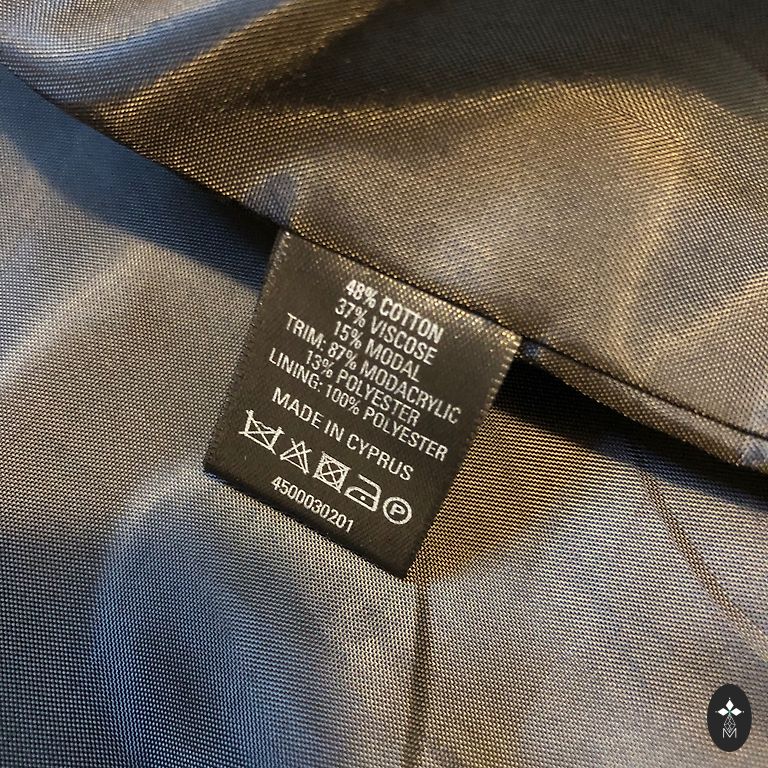 48% COTTON
37% VISCOSE
15% MODAL
TRIM: 87% MODACRYLIC
13% POLYESTER
LINING: 100% POLYESTER
MADE IN CYPRUS
P
4500030201
M